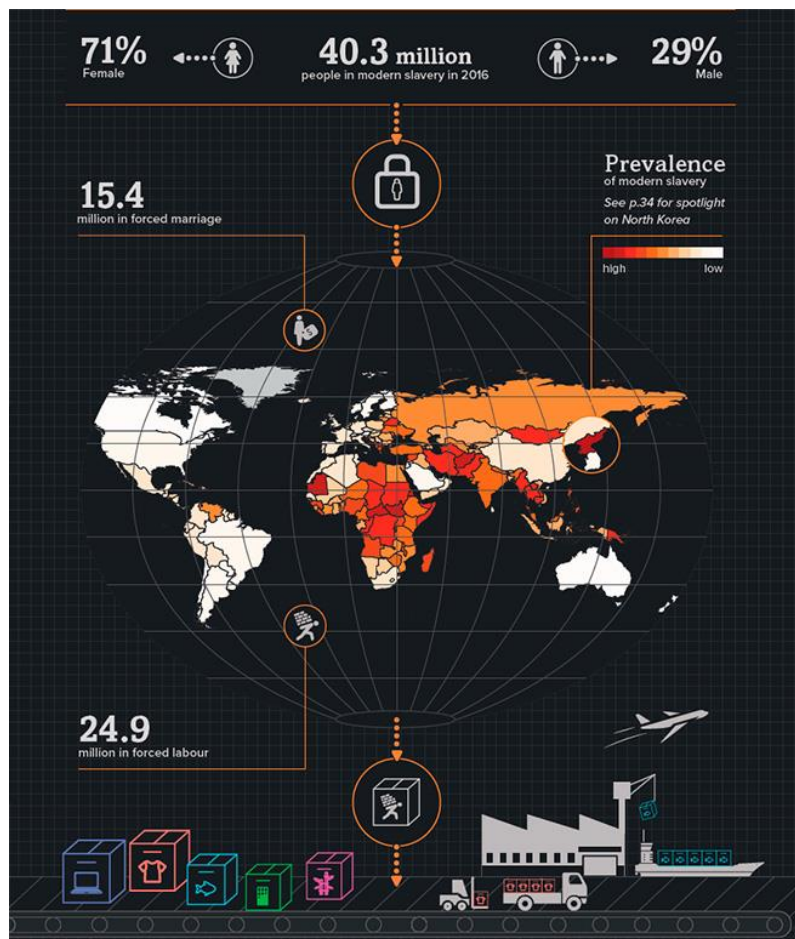 71%
Female
40.3 million
people in modern slavery in 2016
29%
Male
15.4
million in forced marriage
Prevalence
of modern slavery
See p.34 for spotlight
on North Korea
high
low
24.9
million in forced labour